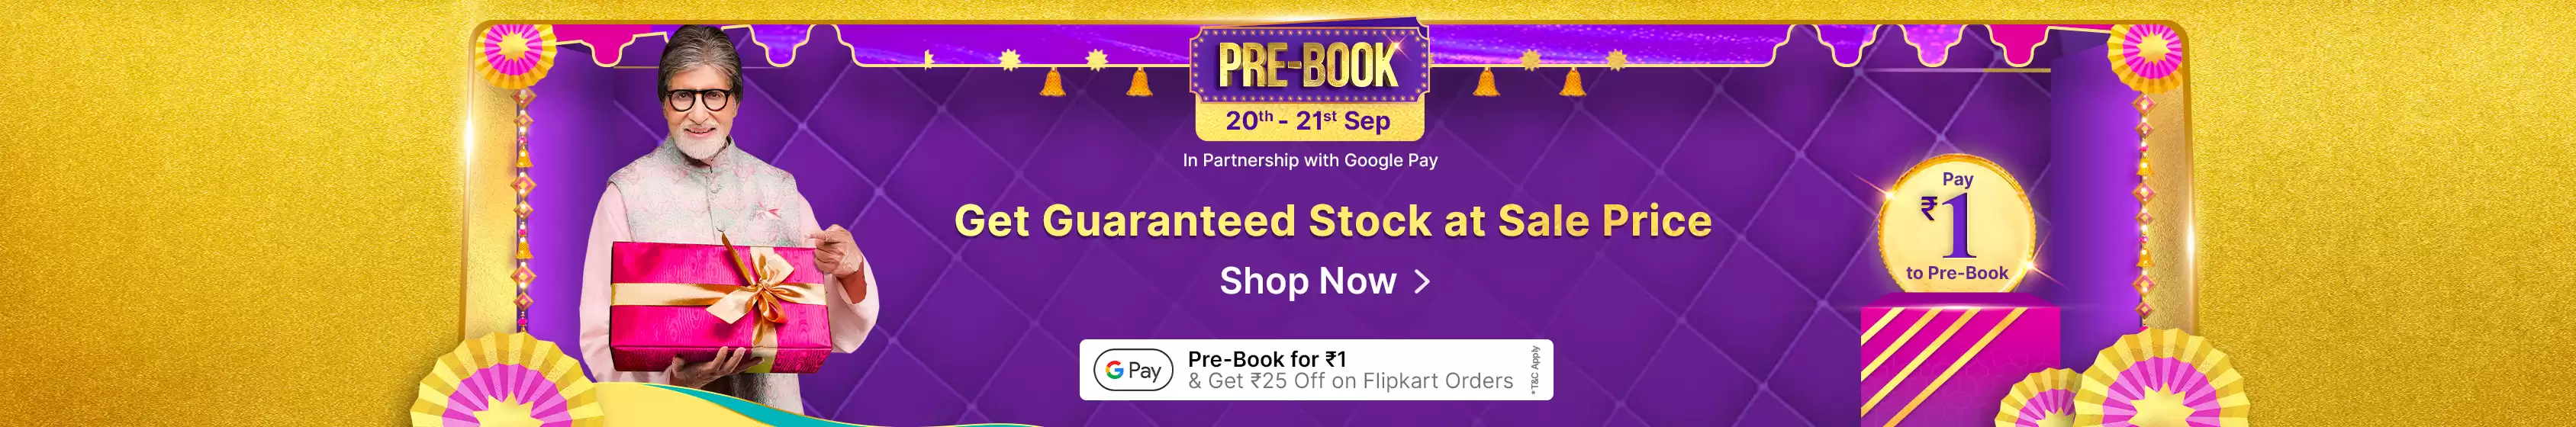 PRE-BOOK
20th - 21st Sep
In Partnership with Google Pay
Get Guaranteed Stock at Sale Price
Shop Now >
Pay
₹1
to Pre-Book
G Pay
Pre-Book for ₹1
& Get ₹25 Off on Flipkart Orders
*T&C Apply